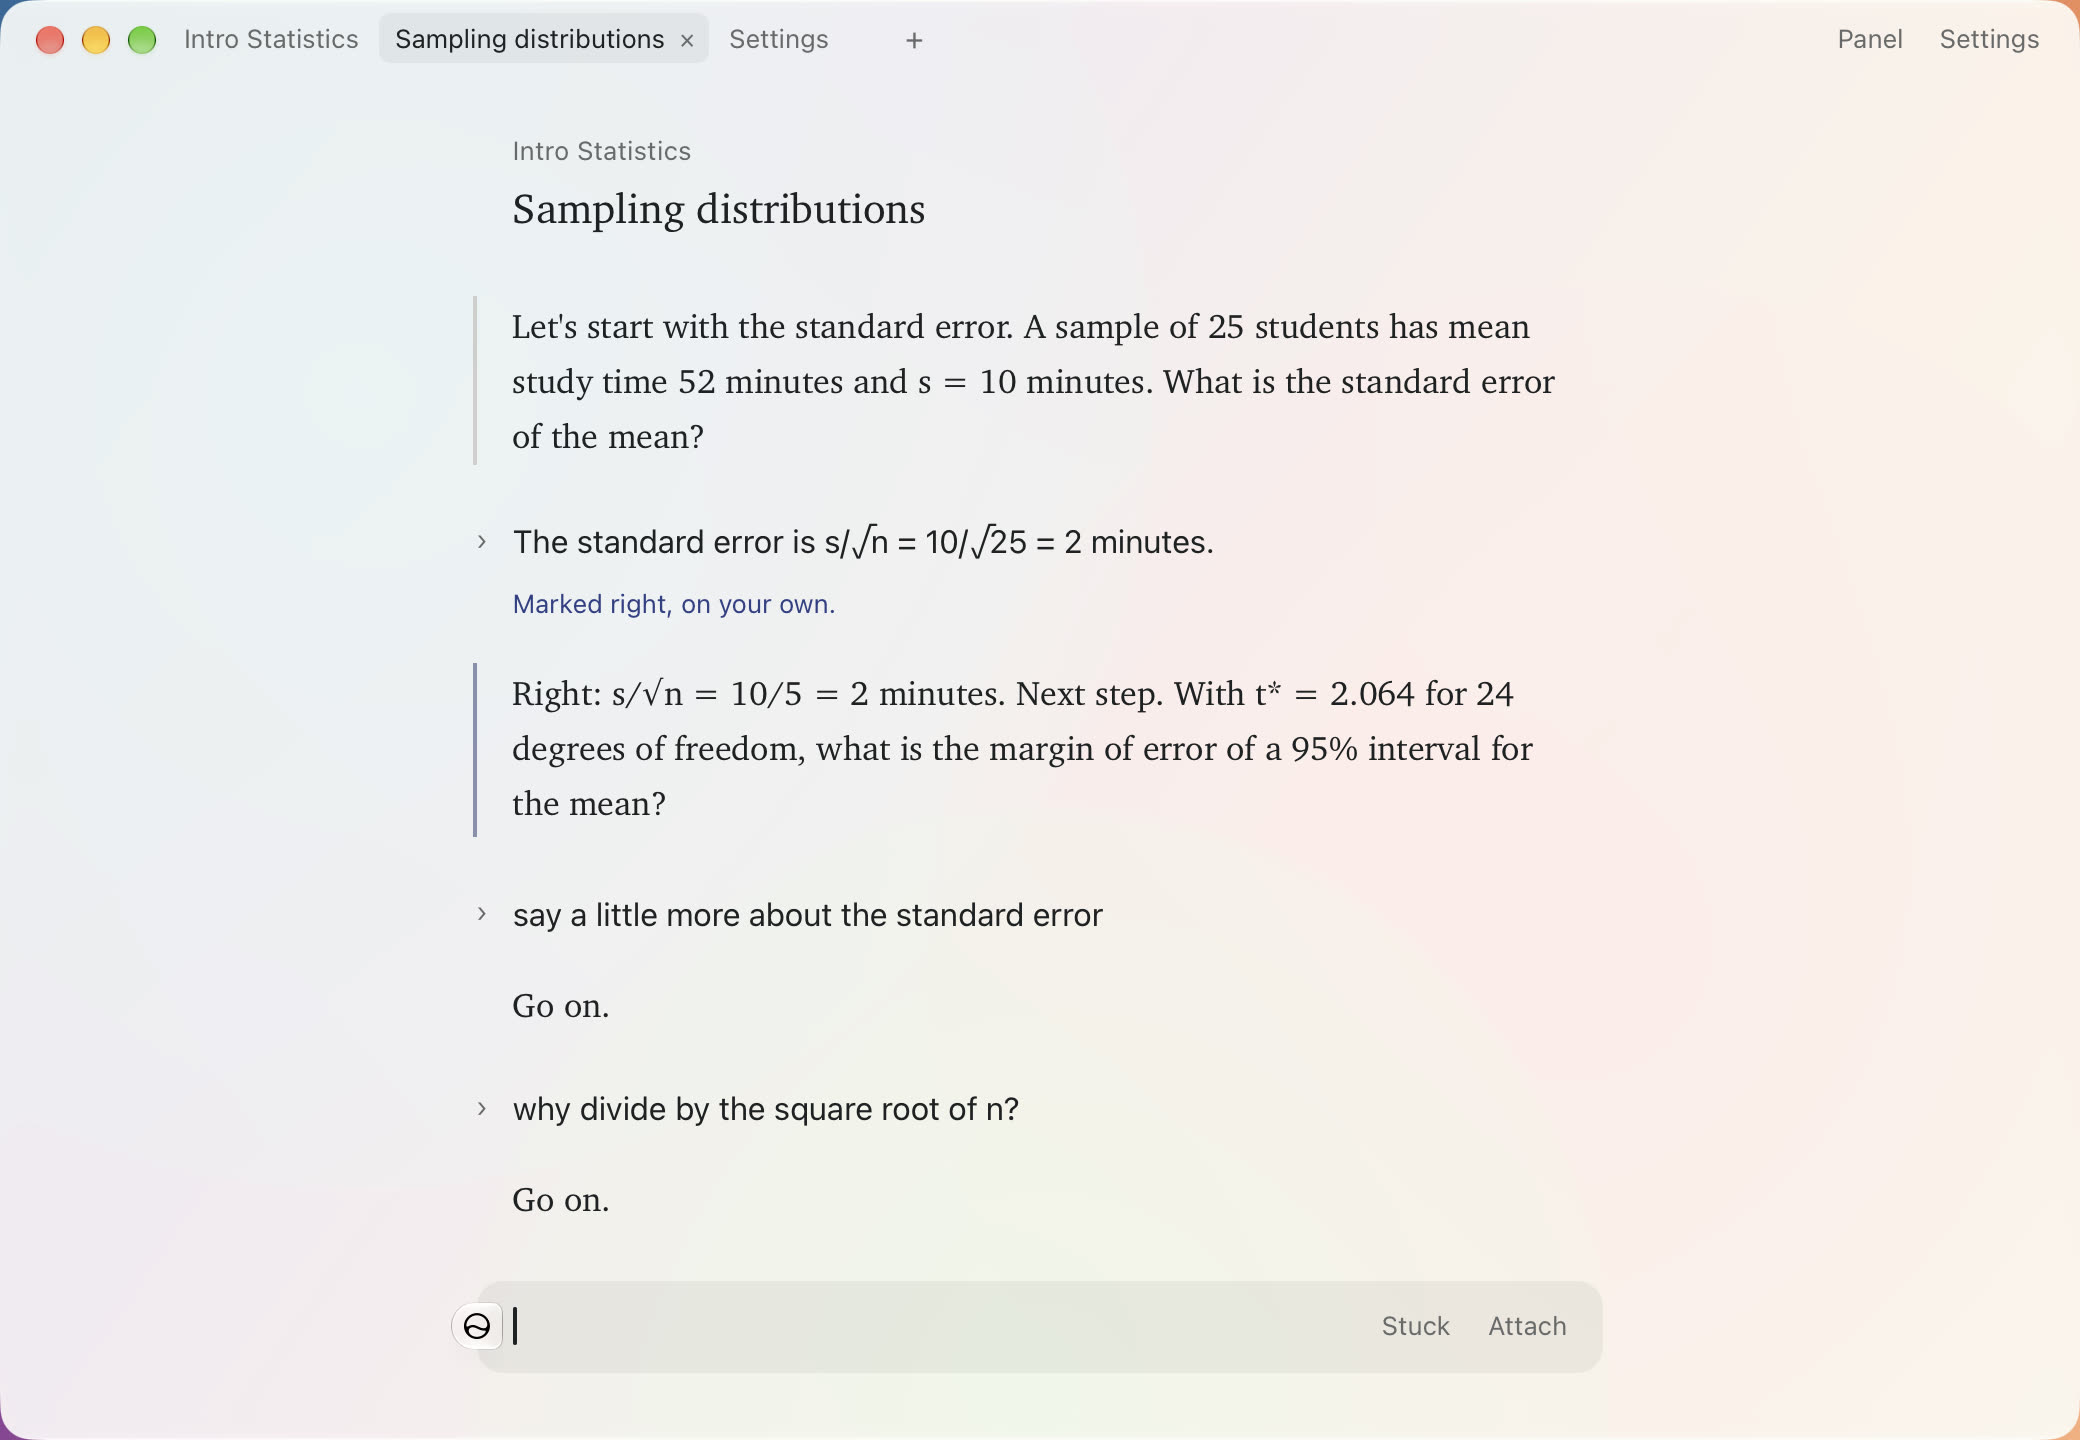 Intro Statistics
Sampling distributions ×
Settings
+
Panel
Settings
Intro Statistics
Sampling distributions
Let's start with the standard error. A sample of 25 students has mean
study time 52 minutes and s = 10 minutes. What is the standard error
of the mean?
› The standard error is s/√n = 10/√25 = 2 minutes.
Marked right, on your own.
Right: s/√n = 10/5 = 2 minutes. Next step. With t* = 2.064 for 24
degrees of freedom, what is the margin of error of a 95% interval for
the mean?
› say a little more about the standard error
Go on.
› why divide by the square root of n?
Go on.
Stuck
Attach